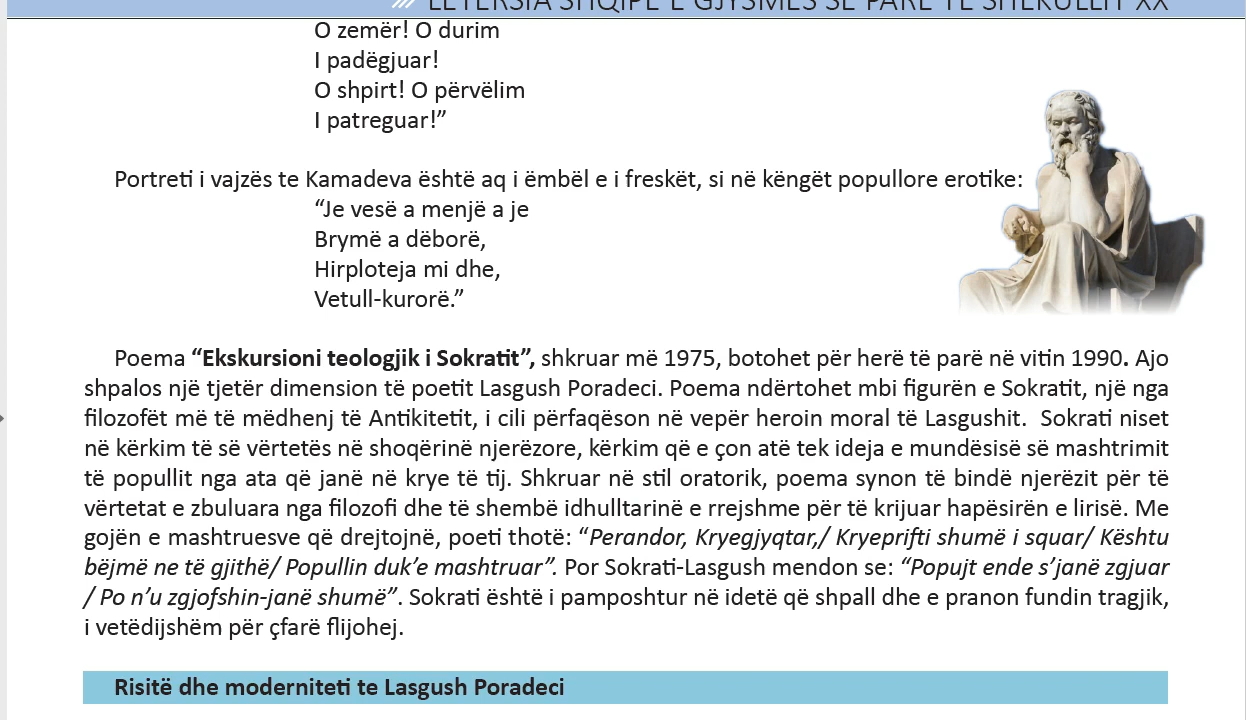 /// LETËRSIA SHQIPE E GJYSMËS SË PARË TË SHEKULLIT XX
O zemër! O durim
I padëgjuar!
O shpirt! O përvëlim
I patreguar!”
Portreti i vajzës te Kamadeva është aq i ëmbël e i freskët, si në këngët popullore erotike:
“Je vesë a menjë a je
Brymë a dëborë,
Hirploteja mi dhe,
Vetull-kurorë.”
Poema “Ekskursioni teologjik i Sokratit”, shkruar më 1975, botohet për herë të parë në vitin 1990. Ajo
shpalos një tjetër dimension të poetit Lasgush Poradeci. Poema ndërtohet mbi figurën e Sokratit, një nga
filozofët më të mëdhenj të Antikitetit, i cili përfaqëson në vepër heroin moral të Lasgushit. Sokrati niset
në kërkim të së vërtetës në shoqërinë njerëzore, kërkim që e çon atë tek ideja e mundësisë së mashtrimit
të popullit nga ata që janë në krye të tij. Shkruar në stil oratorik, poema synon të bindë njerëzit për të
vërtetat e zbuluara nga filozofi dhe të shembë idhulltarinë e rrejshme për të krijuar hapësirën e lirisë. Me
gojën e mashtruesve që drejtojnë, poeti thotë: “Perandor, Kryegjyqtar,/ Kryeprifti shumë i squar/ Kështu
bëjmë ne të gjithë/ Popullin duk’e mashtruar”. Por Sokrati-Lasgush mendon se: “Popujt ende s’janë zgjuar
/ Po n’u zgjofshin-janë shumë”. Sokrati është i pamposhtur në idetë që shpall dhe e pranon fundin tragjik,
i vetëdijshëm për çfarë flijohej.
Risitë dhe moderniteti te Lasgush Poradeci